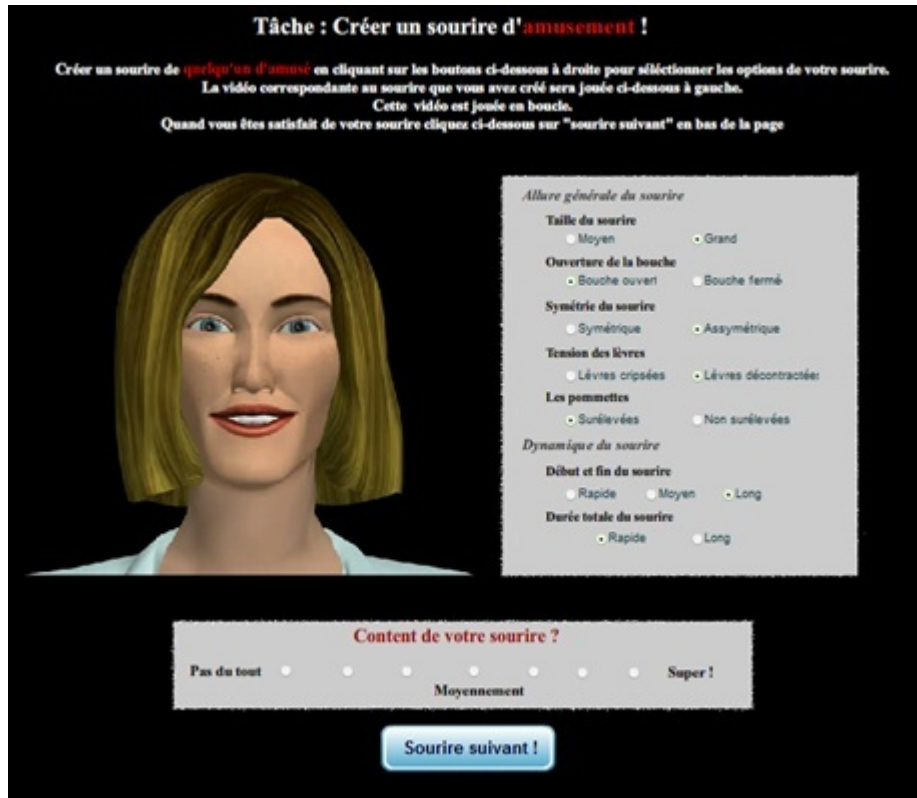 Tâche : Créer un sourire d'amusement !
Créer un sourire de quelqu'un d'amusé en cliquant sur les boutons ci-dessous à droite pour séléctionner les options de votre sourire.
La vidéo correspondante au sourire que vous avez créé sera jouée ci-dessous à gauche.
Cette vidéo est jouée en boucle.
Quand vous êtes satisfait de votre sourire cliquez ci-dessous sur "sourire suivant" en bas de la page
Allure générale du sourire
Taille du sourire
Moyen Grand
Ouverture de la bouche
Bouche ouvert Bouche fermé
Symétrie du sourire
Symétrique Assymétrique
Tension des lèvres
Lèvres cripsées Lèvres décontractées
Les pommettes
Surélevées Non surélevées
Dynamique du sourire
Début et fin du sourire
Rapide Moyen Long
Durée totale du sourire
Rapide Long
Content de votre sourire ?
Pas du tout Super !
Moyennement
Sourire suivant !